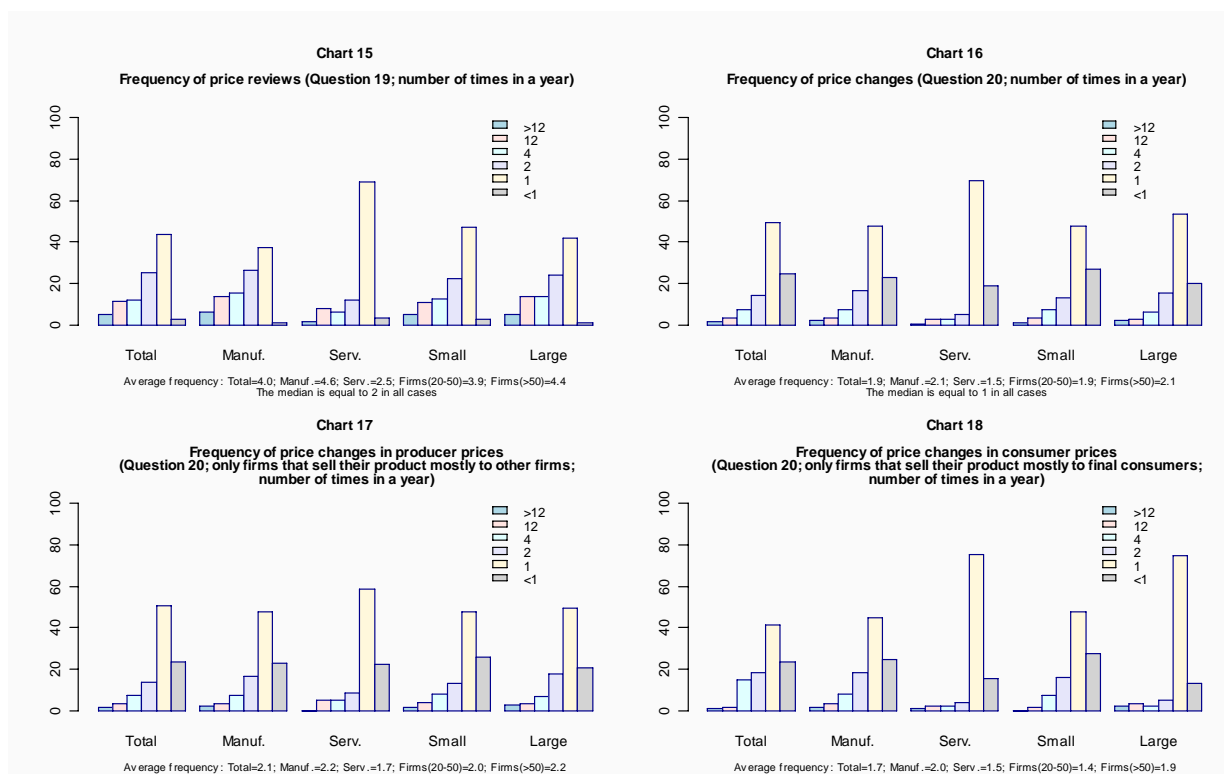 Chart 15
Frequency of price reviews (Question 19; number of times in a year)
100
80
60
40
20
0
>12
12
4
2
1
<1
Total
Manuf.
Serv.
Small
Large
Average frequency: Total=4.0; Manuf.=4.6; Serv.=2.5; Firms(20-50)=3.9; Firms(>50)=4.4
The median is equal to 2 in all cases
Chart 16
Frequency of price changes (Question 20; number of times in a year)
100
80
60
40
20
0
>12
12
4
2
1
<1
Total
Manuf.
Serv.
Small
Large
Average frequency: Total=1.9; Manuf.=2.1; Serv.=1.5; Firms(20-50)=1.9; Firms(>50)=2.1
The median is equal to 1 in all cases
Chart 17
Frequency of price changes in producer prices
(Question 20; only firms that sell their product mostly to other firms;
number of times in a year)
100
80
60
40
20
0
>12
12
4
2
1
<1
Total
Manuf.
Serv.
Small
Large
Average frequency: Total=2.1; Manuf.=2.2; Serv.=1.7; Firms(20-50)=2.0; Firms(>50)=2.2
Chart 18
Frequency of price changes in consumer prices
(Question 20; only firms that sell their product mostly to final consumers;
number of times in a year)
100
80
60
40
20
0
>12
12
4
2
1
<1
Total
Manuf.
Serv.
Small
Large
Average frequency: Total=1.7; Manuf.=2.0; Serv.=1.5; Firms(20-50)=1.4; Firms(>50)=1.9